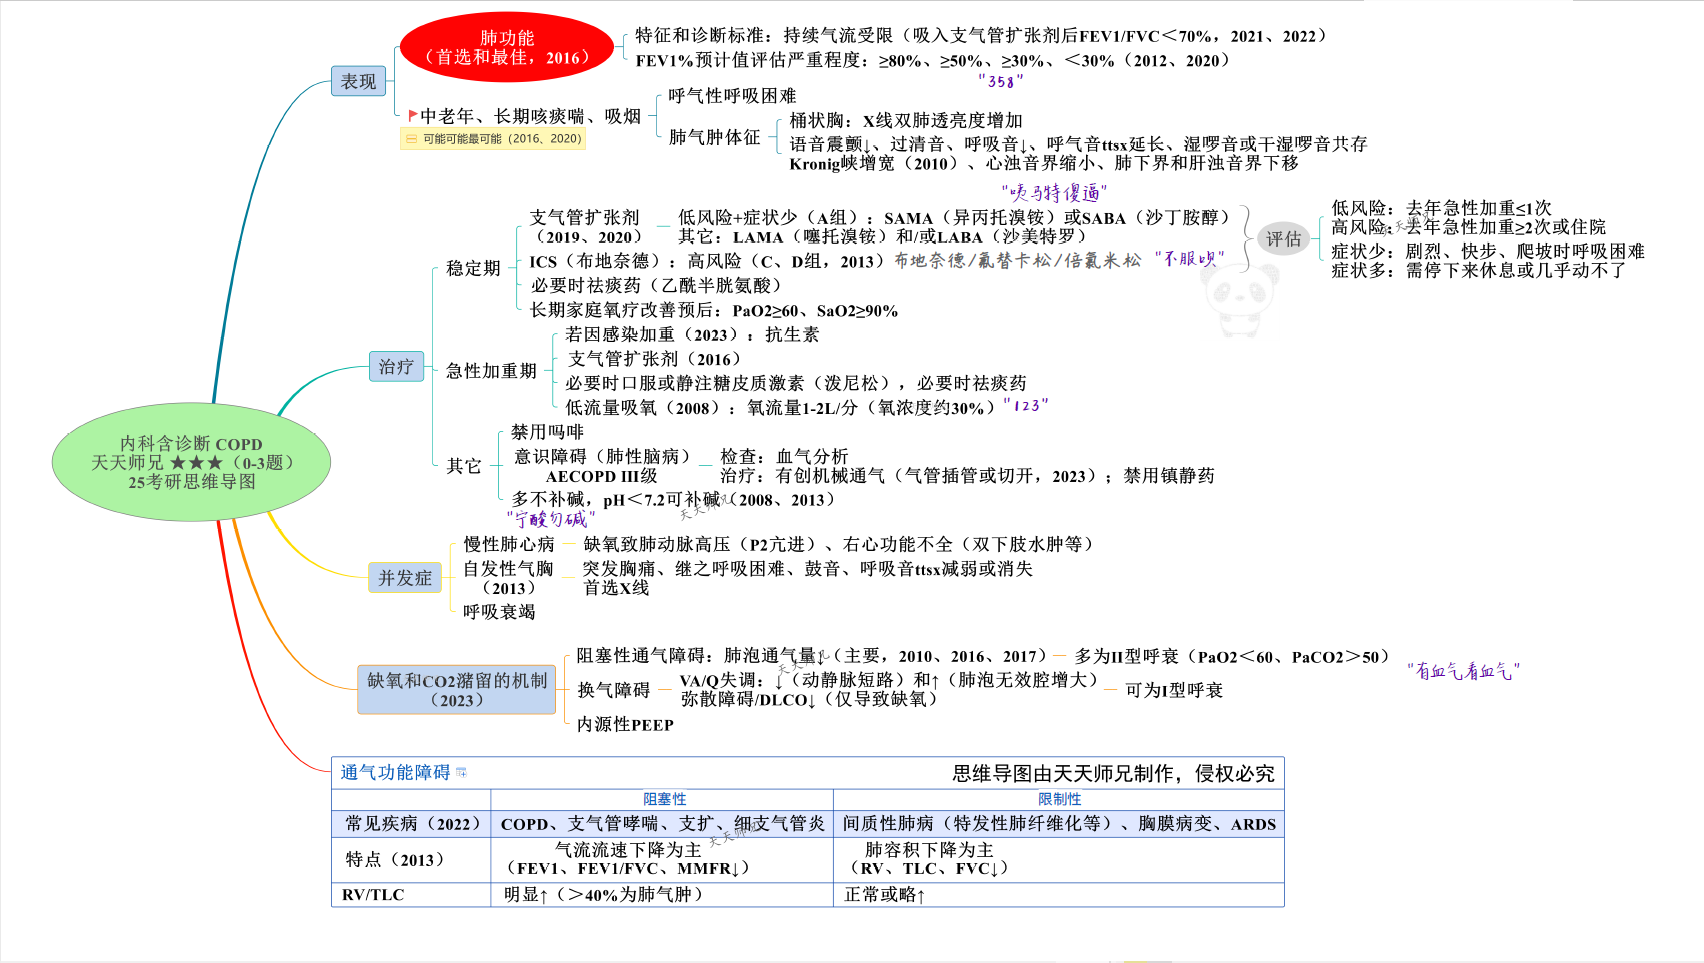 内科含诊断 COPD
天天师兄 ★★★（0-3题）
25考研思维导图
表现
肺功能
（首选和最佳，2016）
特征和诊断标准：持续气流受限（吸入支气管扩张剂后FEV1/FVC＜70%，2021、2022）
FEV1%预计值评估严重程度：≥80%、≥50%、≥30%、＜30%（2012、2020）
"358"
中老年、长期咳痰喘、吸烟
可能可能最可能（2016、2020）
呼气性呼吸困难
肺气肿体征
桶状胸：X线双肺透亮度增加
语音震颤↓、过清音、呼吸音↓、呼气音ttsx延长、湿啰音或干湿啰音共存
Kronig峡增宽（2010）、心浊音界缩小、肺下界和肝浊音界下移
治疗
稳定期
"咦马特傻逼"
支气管扩张剂
（2019、2020）
低风险+症状少（A组）：SAMA（异丙托溴铵）或SABA（沙丁胺醇）
其它：LAMA（噻托溴铵）和/或LABA（沙美特罗）
ICS（布地奈德）：高风险（C、D组，2013）布地奈德/氟替卡松/倍氯米松 "不服呗"
必要时祛痰药（乙酰半胱氨酸）
长期家庭氧疗改善预后：PaO2≥60、SaO2≥90%
评估
低风险：去年急性加重≤1次
高风险：去年急性加重≥2次或住院
症状少：剧烈、快步、爬坡时呼吸困难
症状多：需停下来休息或几乎动不了
天天师兄
急性加重期
若因感染加重（2023）：抗生素
支气管扩张剂（2016）
必要时口服或静注糖皮质激素（泼尼松），必要时祛痰药
低流量吸氧（2008）：氧流量1-2L/分（氧浓度约30%）"123"
其它
禁用吗啡
意识障碍（肺性脑病）
AECOPD III级
检查：血气分析
治疗：有创机械通气（气管插管或切开，2023）；禁用镇静药
多不补碱，pH＜7.2可补碱（2008、2013）
天天师兄
"宁酸勿碱"
并发症
慢性肺心病
缺氧致肺动脉高压（P2亢进）、右心功能不全（双下肢水肿等）
自发性气胸
（2013）
突发胸痛、继之呼吸困难、鼓音、呼吸音ttsx减弱或消失
首选X线
呼吸衰竭
缺氧和CO2潴留的机制
（2023）
阻塞性通气障碍：肺泡通气量↓（主要，2010、2016、2017）
多为II型呼衰（PaO2＜60、PaCO2＞50）
"有血气看血气"
天天师兄
换气障碍
VA/Q失调：↓（动静脉短路）和↑（肺泡无效腔增大）
弥散障碍/DLCO↓（仅导致缺氧）
可为I型呼衰
内源性PEEP
通气功能障碍
思维导图由天天师兄制作，侵权必究
阻塞性 限制性
常见疾病（2022） COPD、支气管哮喘、支扩、细支气管炎 间质性肺病（特发性肺纤维化等）、胸膜病变、ARDS
天天师兄
特点（2013） 气流流速下降为主 肺容积下降为主
（FEV1、FEV1/FVC、MMFR↓） （RV、TLC、FVC↓）
RV/TLC 明显↑（＞40%为肺气肿） 正常或略↑